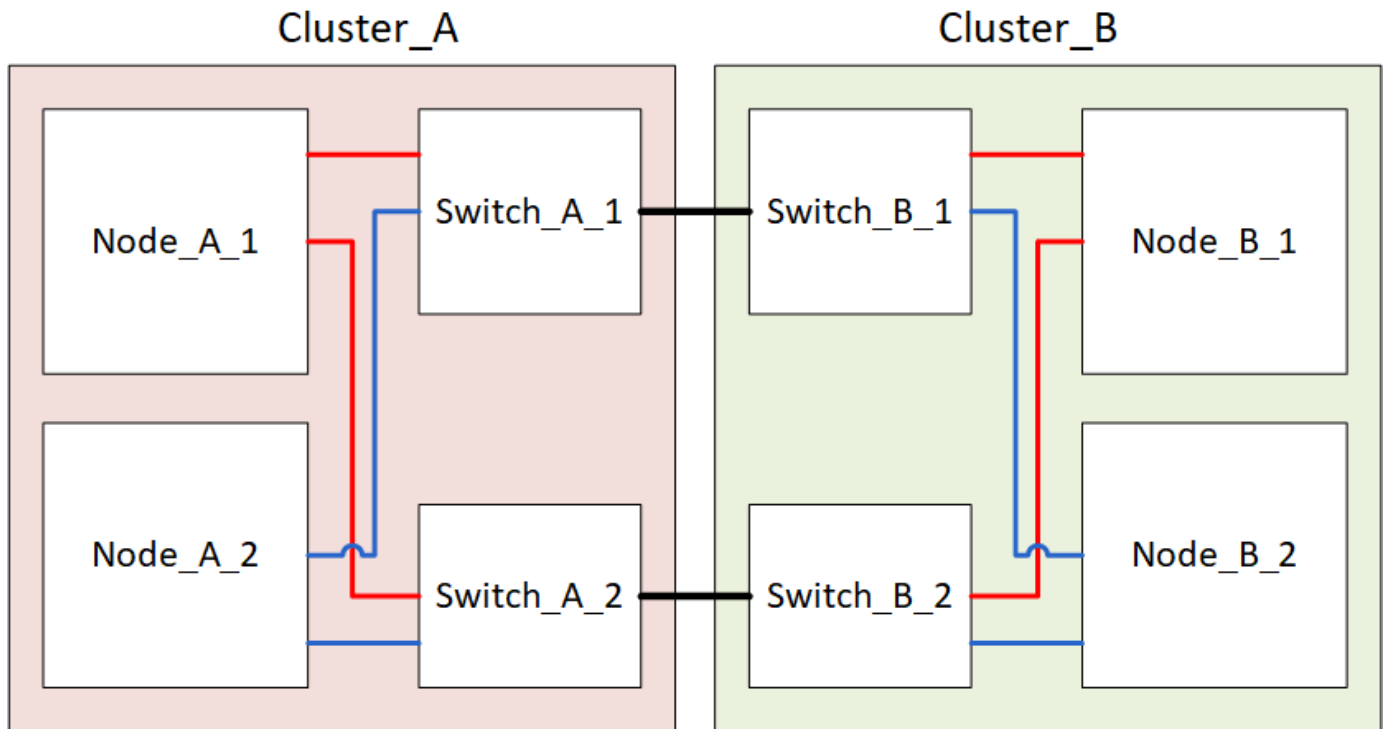 Cluster_A
Cluster_B
Node_A_1
Switch_A_1
Switch_B_1
Node_B_1
Node_A_2
Switch_A_2
Switch_B_2
Node_B_2